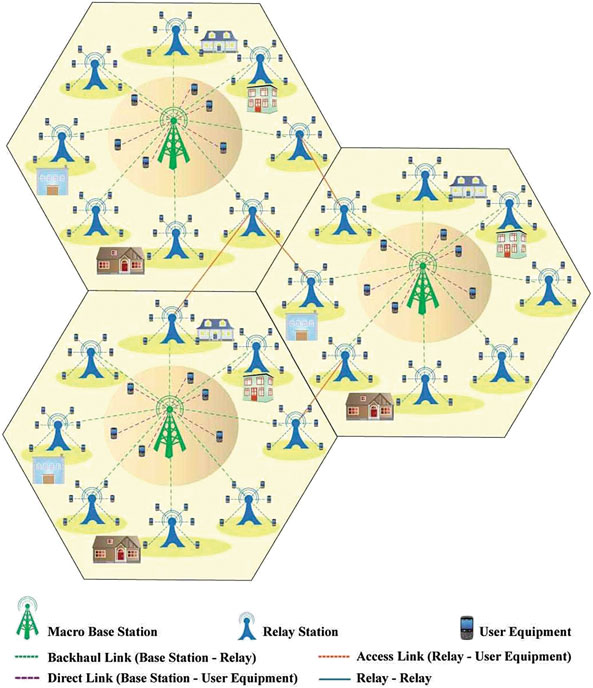 Macro Base Station Relay Station User Equipment
Backhaul Link (Base Station - Relay) Access Link (Relay - User Equipment)
Direct Link (Base Station - User Equipment) Relay - Relay